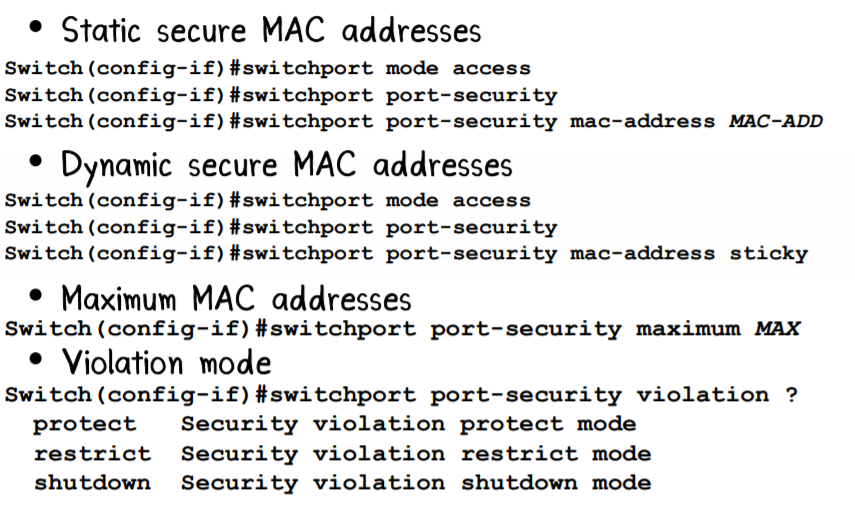 • Static secure MAC addresses
Switch(config-if)#switchport mode access
Switch(config-if)#switchport port-security
Switch(config-if)#switchport port-security mac-address MAC-ADD
• Dynamic secure MAC addresses
Switch(config-if)#switchport mode access
Switch(config-if)#switchport port-security
Switch(config-if)#switchport port-security mac-address sticky
• Maximum MAC addresses
Switch(config-if)#switchport port-security maximum MAX
• Violation mode
Switch(config-if)#switchport port-security violation ?
protect Security violation protect mode
restrict Security violation restrict mode
shutdown Security violation shutdown mode